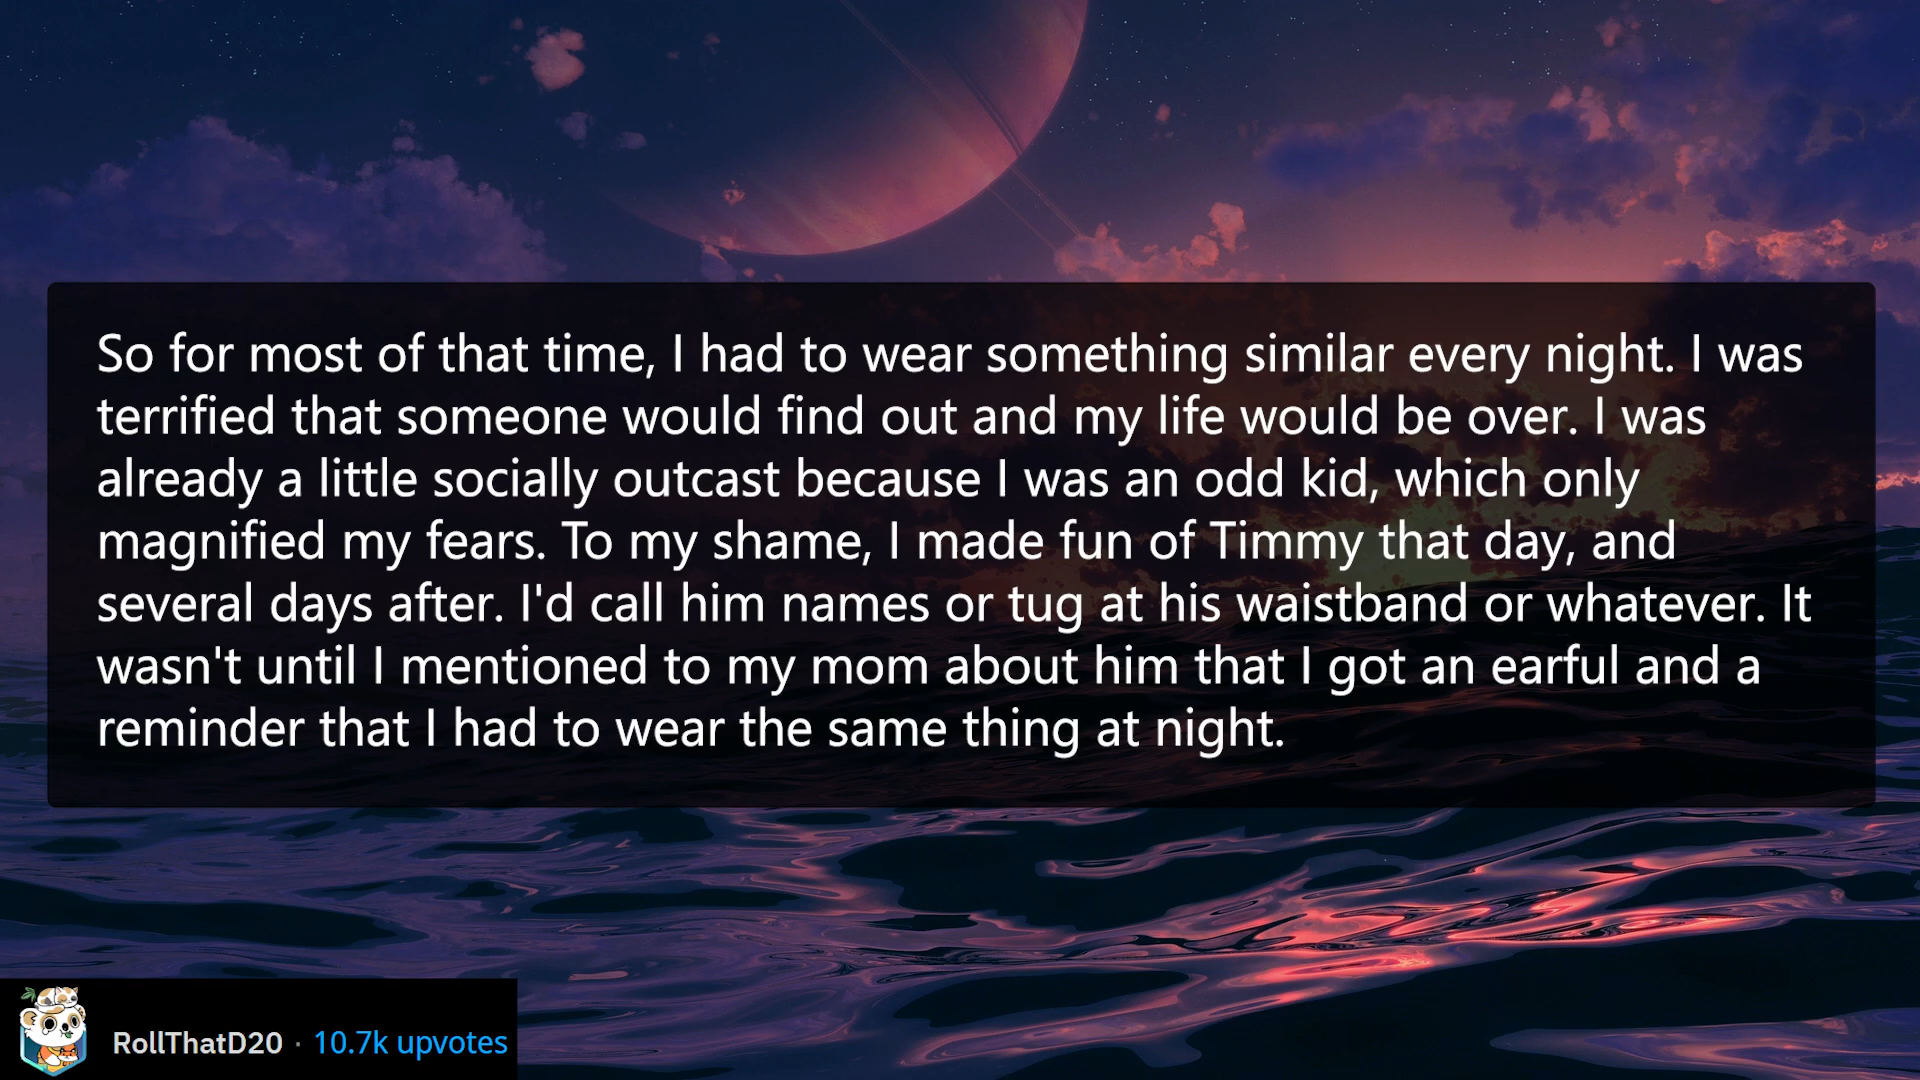 So for most of that time, I had to wear something similar every night. I was
terrified that someone would find out and my life would be over. I was
already a little socially outcast because I was an odd kid, which only
magnified my fears. To my shame, I made fun of Timmy that day, and
several days after. I'd call him names or tug at his waistband or whatever. It
wasn't until I mentioned to my mom about him that I got an earful and a
reminder that I had to wear the same thing at night.
RollThatD20 · 10.7k upvotes